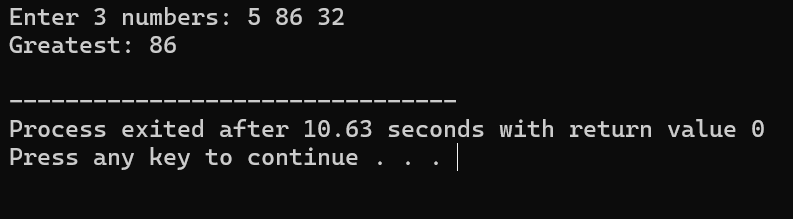 Enter 3 numbers: 5 86 32
Greatest: 86
--------------------------------
Process exited after 10.63 seconds with return value 0
Press any key to continue . . .